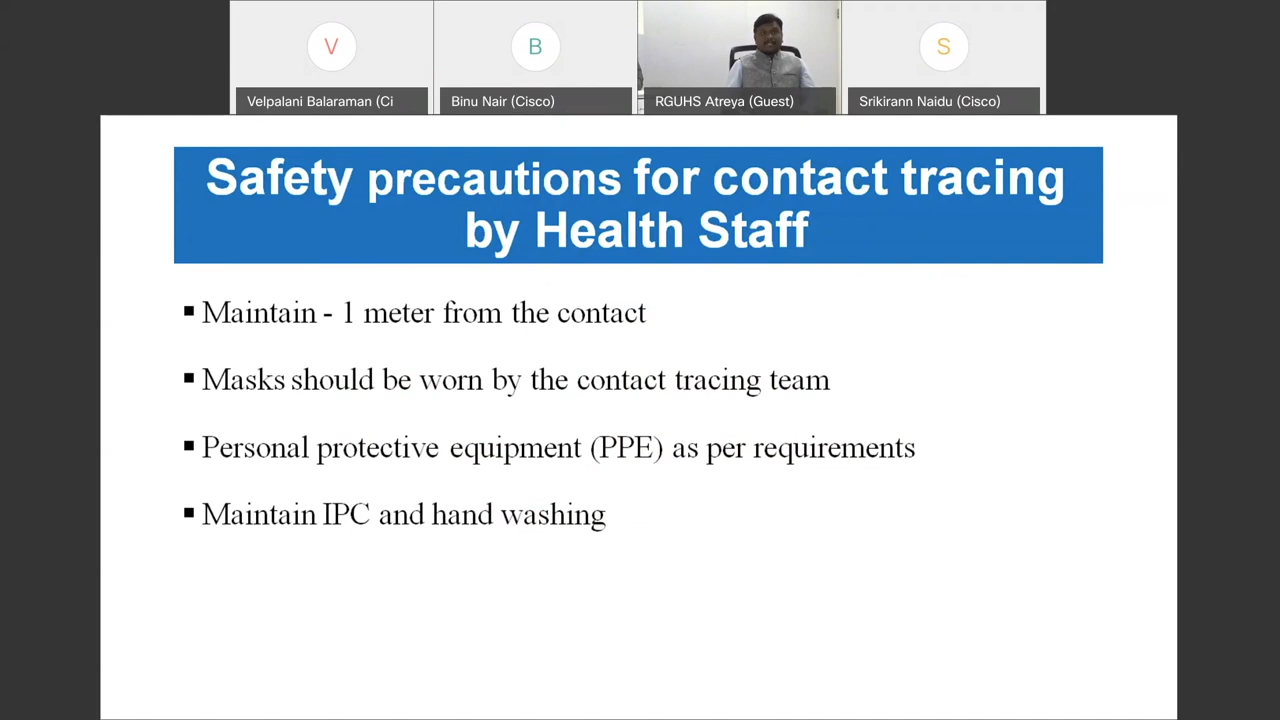 V
B
S
Velpalani Balaraman (Ci
Binu Nair (Cisco)
RGUHS Atreya (Guest)
Srikirann Naidu (Cisco)
Safety precautions for contact tracing
by Health Staff
▪ Maintain - 1 meter from the contact
▪ Masks should be worn by the contact tracing team
▪ Personal protective equipment (PPE) as per requirements
▪ Maintain IPC and hand washing